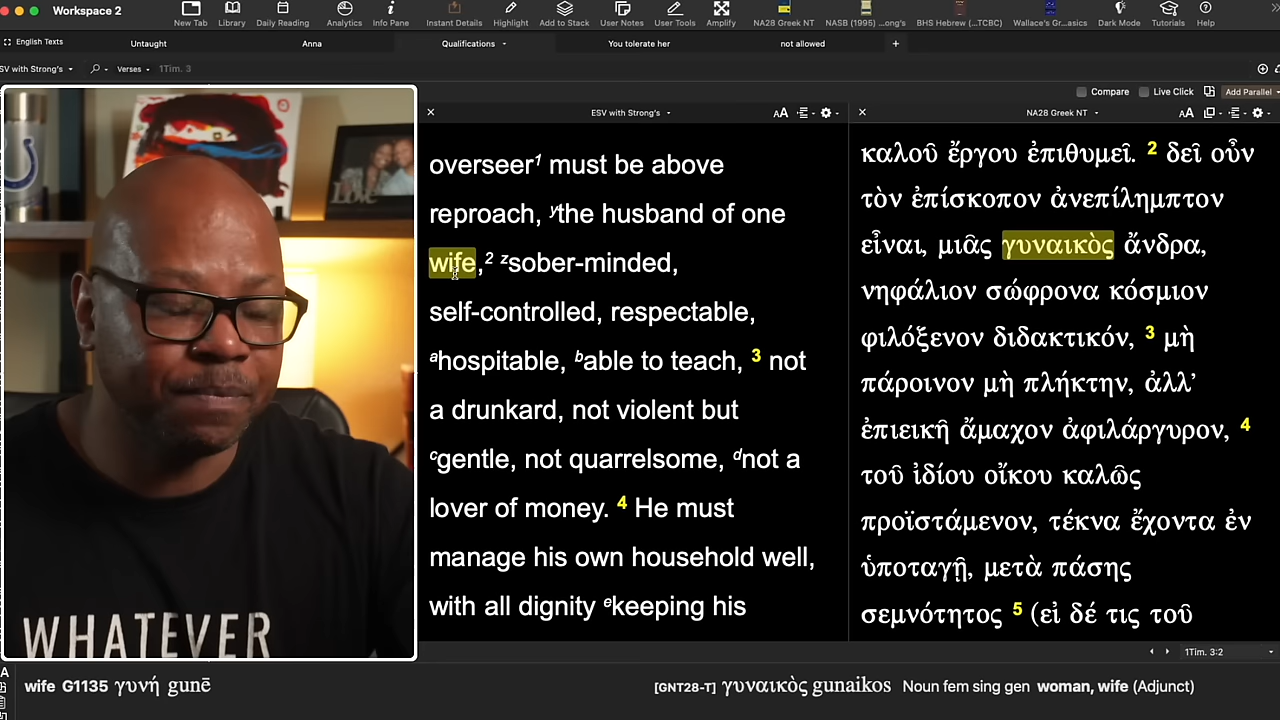 Workspace 2
New Tab
Library
Daily Reading
Analytics
Info Pane
Instant Details
Highlight
Add to Stack
User Notes
User Tools
Amplify
NA28 Greek NT
NASB (1995) ...ong's
BHS Hebrew (...TCBC)
Wallace's Gr...asics
Dark Mode
Tutorials
Help
English Texts
Untaught
Anna
Qualifications
You tolerate her
not allowed
SV with Strong's
Verses
1Tim. 3
Compare
Live Click
Add Parallel
ESV with Strong's
AA
NA28 Greek NT
AA
overseer¹ must be above
reproach, ʸthe husband of one
wife,² ᶻsober-minded,
self-controlled, respectable,
ᵃhospitable, ᵇable to teach, 3 not
a drunkard, not violent but
ᶜgentle, not quarrelsome, ᵈnot a
lover of money. 4 He must
manage his own household well,
with all dignity ᵉkeeping his
καλοῦ ἔργου ἐπιθυμεῖ. 2 δεῖ οὖν
τὸν ἐπίσκοπον ἀνεπίλημπτον
εἶναι, μιᾶς γυναικὸς ἄνδρα,
νηφάλιον σώφρονα κόσμιον
φιλόξενον διδακτικόν, 3 μὴ
πάροινον μὴ πλήκτην, ἀλλ’
ἐπιεικῆ ἄμαχον ἀφιλάργυρον, 4
τοῦ ἰδίου οἴκου καλῶς
προϊστάμενον, τέκνα ἔχοντα ἐν
ὑποταγῇ, μετὰ πάσης
σεμνότητος 5 (εἰ δέ τις τοῦ
1Tim. 3:2
Love
WHATEVER
A
wife G1135 γυνή gunē
[GNT28-T] γυναικὸς gunaikos Noun fem sing gen woman, wife (Adjunct)